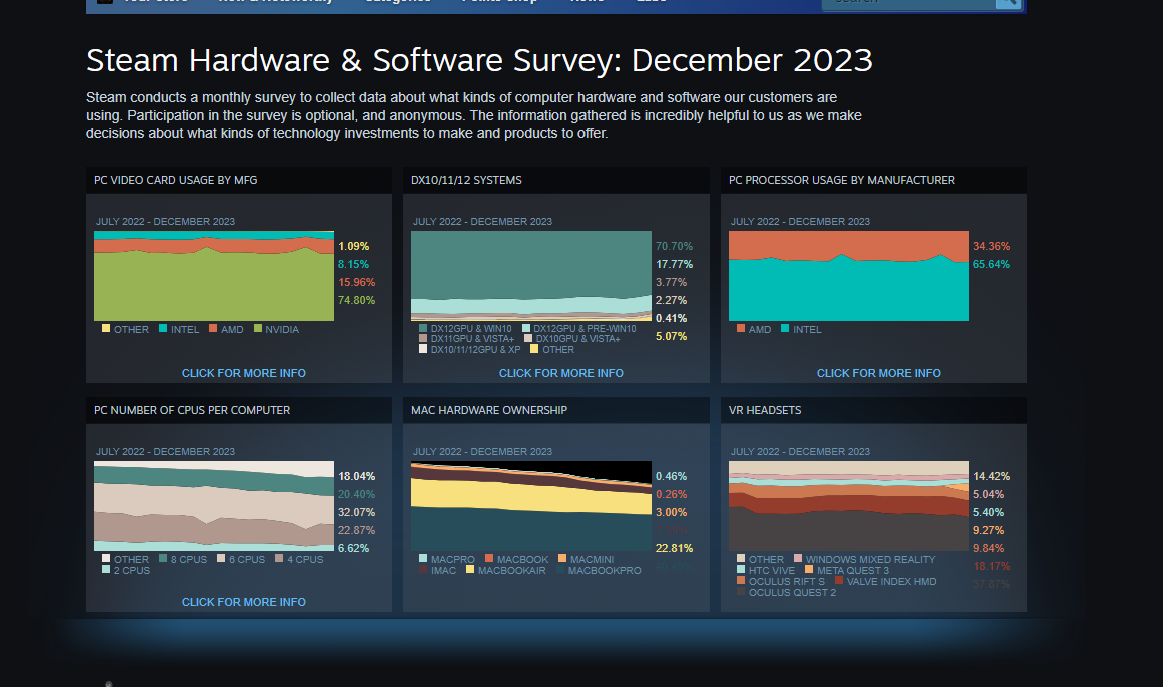 Your Store New & Noteworthy Categories Points Shop News Labs
search
Steam Hardware & Software Survey: December 2023
Steam conducts a monthly survey to collect data about what kinds of computer hardware and software our customers are
using. Participation in the survey is optional, and anonymous. The information gathered is incredibly helpful to us as we make
decisions about what kinds of technology investments to make and products to offer.
PC VIDEO CARD USAGE BY MFG
JULY 2022 - DECEMBER 2023
1.09%
8.15%
15.96%
74.80%
OTHER INTEL AMD NVIDIA
CLICK FOR MORE INFO
DX10/11/12 SYSTEMS
JULY 2022 - DECEMBER 2023
70.70%
17.77%
3.77%
2.27%
0.41%
5.07%
DX12GPU & WIN10 DX12GPU & PRE-WIN10
DX11GPU & VISTA+ DX10GPU & VISTA+
DX10/11/12GPU & XP OTHER
CLICK FOR MORE INFO
PC PROCESSOR USAGE BY MANUFACTURER
JULY 2022 - DECEMBER 2023
34.36%
65.64%
AMD INTEL
CLICK FOR MORE INFO
PC NUMBER OF CPUS PER COMPUTER
JULY 2022 - DECEMBER 2023
18.04%
20.40%
32.07%
22.87%
6.62%
OTHER 8 CPUS 6 CPUS 4 CPUS
2 CPUS
CLICK FOR MORE INFO
MAC HARDWARE OWNERSHIP
JULY 2022 - DECEMBER 2023
0.46%
0.26%
3.00%
22.81%
MACPRO MACBOOK MACMINI
IMAC MACBOOKAIR MACBOOKPRO
VR HEADSETS
JULY 2022 - DECEMBER 2023
14.42%
5.04%
5.40%
9.27%
9.84%
18.17%
37.87%
OTHER WINDOWS MIXED REALITY
HTC VIVE META QUEST 3
OCULUS RIFT S VALVE INDEX HMD
OCULUS QUEST 2